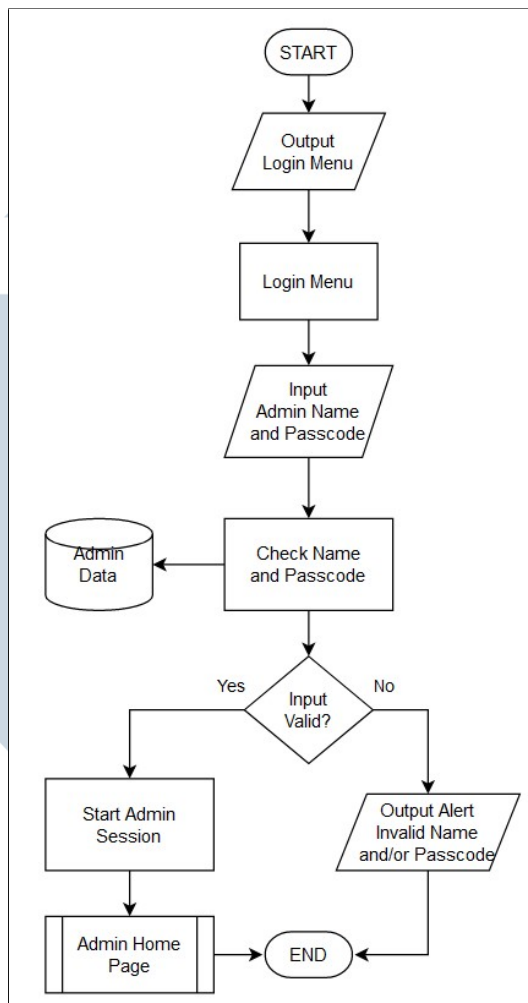 START
Output
Login Menu
Login Menu
Input
Admin Name
and Passcode
Admin
Data
Check Name
and Passcode
Yes
Input
Valid?
No
Start Admin
Session
Output Alert
Invalid Name
and/or Passcode
Admin Home
Page
END